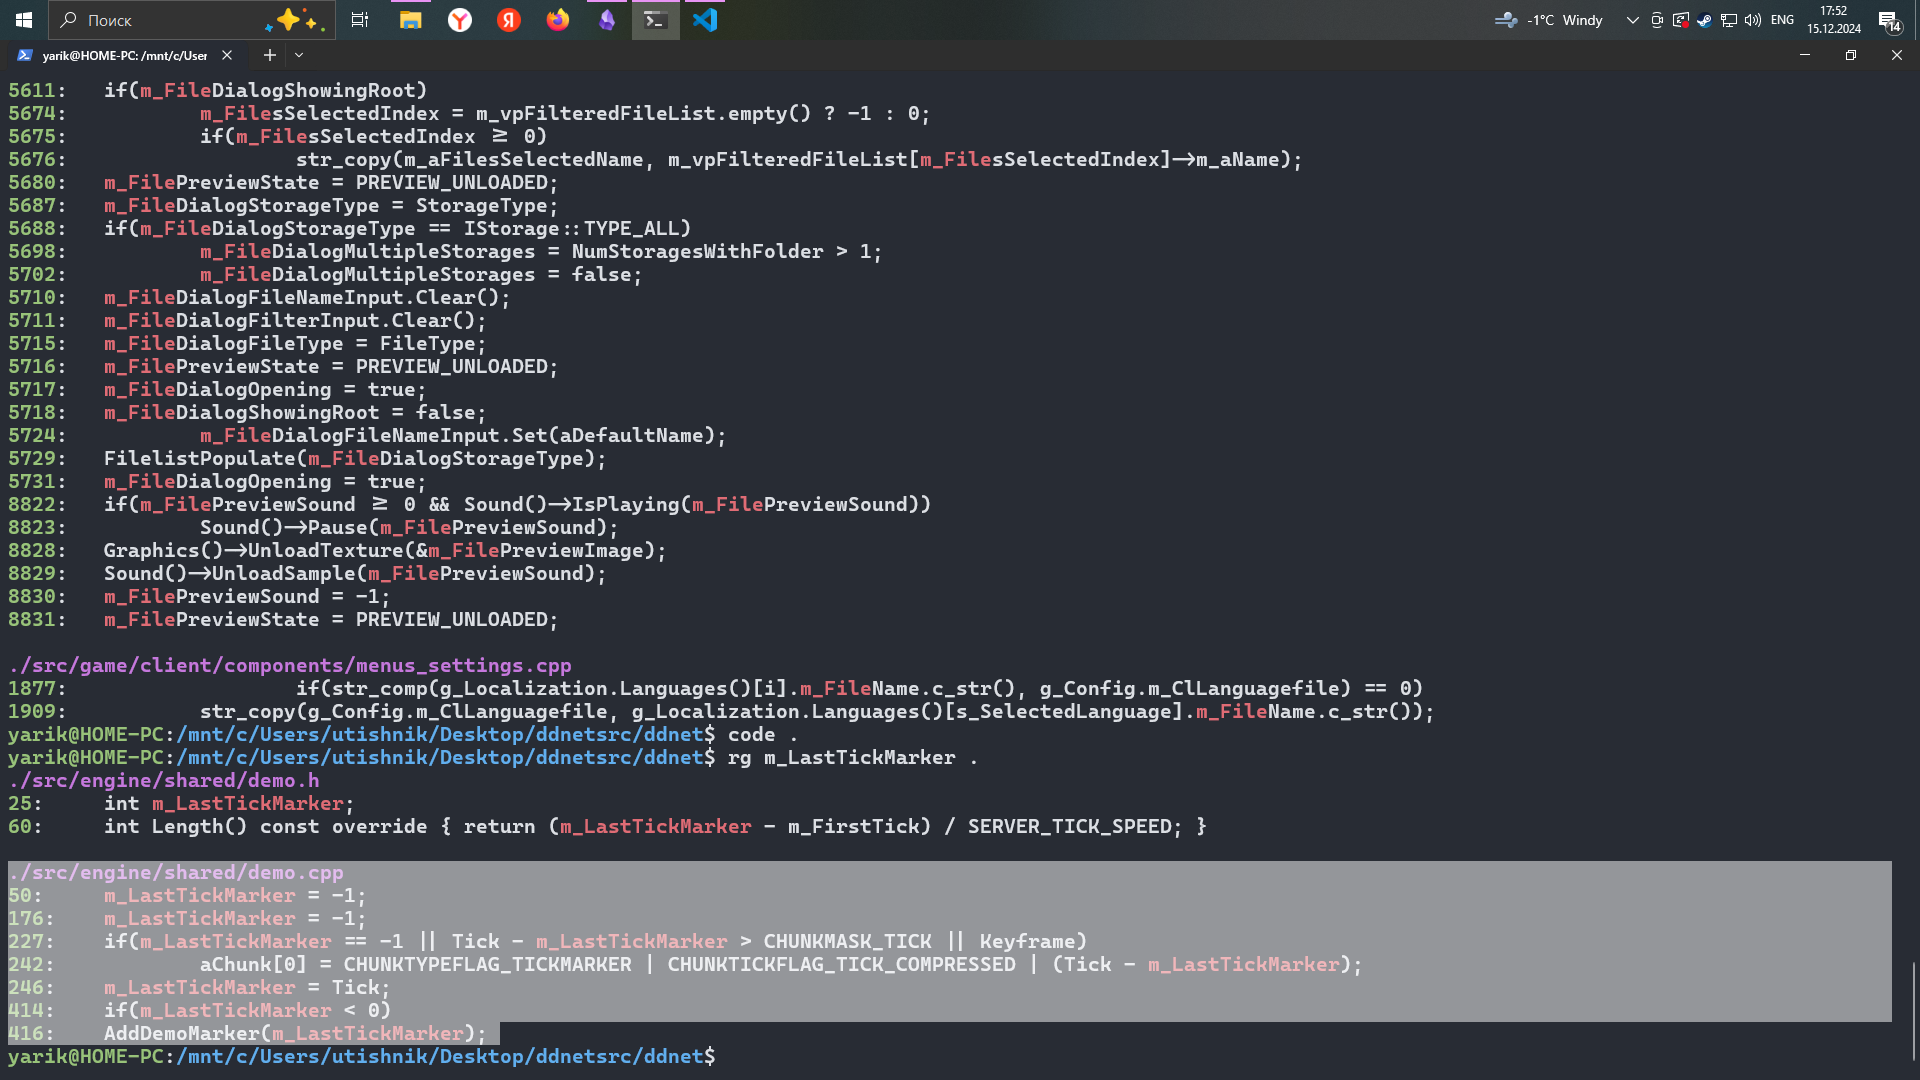 Поиск
-1°C Windy
ENG
17:52
15.12.2024
14
yarik@HOME-PC: /mnt/c/User
5611:   if(m_FileDialogShowingRoot)
5674:           m_FilesSelectedIndex = m_vpFilteredFileList.empty() ? -1 : 0;
5675:           if(m_FilesSelectedIndex >= 0)
5676:                   str_copy(m_aFilesSelectedName, m_vpFilteredFileList[m_FilesSelectedIndex]->m_aName);
5680:   m_FilePreviewState = PREVIEW_UNLOADED;
5687:   m_FileDialogStorageType = StorageType;
5688:   if(m_FileDialogStorageType == IStorage::TYPE_ALL)
5698:           m_FileDialogMultipleStorages = NumStoragesWithFolder > 1;
5702:           m_FileDialogMultipleStorages = false;
5710:   m_FileDialogFileNameInput.Clear();
5711:   m_FileDialogFilterInput.Clear();
5715:   m_FileDialogFileType = FileType;
5716:   m_FilePreviewState = PREVIEW_UNLOADED;
5717:   m_FileDialogOpening = true;
5718:   m_FileDialogShowingRoot = false;
5724:           m_FileDialogFileNameInput.Set(aDefaultName);
5729:   FilelistPopulate(m_FileDialogStorageType);
5731:   m_FileDialogOpening = true;
8822:   if(m_FilePreviewSound >= 0 && Sound()->IsPlaying(m_FilePreviewSound))
8823:           Sound()->Pause(m_FilePreviewSound);
8828:   Graphics()->UnloadTexture(&m_FilePreviewImage);
8829:   Sound()->UnloadSample(m_FilePreviewSound);
8830:   m_FilePreviewSound = -1;
8831:   m_FilePreviewState = PREVIEW_UNLOADED;
./src/game/client/components/menus_settings.cpp
1877:                   if(str_comp(g_Localization.Languages()[i].m_FileName.c_str(), g_Config.m_ClLanguagefile) == 0)
1909:           str_copy(g_Config.m_ClLanguagefile, g_Localization.Languages()[s_SelectedLanguage].m_FileName.c_str());
yarik@HOME-PC:/mnt/c/Users/utishnik/Desktop/ddnetsrc/ddnet$ code .
yarik@HOME-PC:/mnt/c/Users/utishnik/Desktop/ddnetsrc/ddnet$ rg m_LastTickMarker .
./src/engine/shared/demo.h
25:     int m_LastTickMarker;
60:     int Length() const override { return (m_LastTickMarker - m_FirstTick) / SERVER_TICK_SPEED; }
./src/engine/shared/demo.cpp
50:     m_LastTickMarker = -1;
176:    m_LastTickMarker = -1;
227:    if(m_LastTickMarker == -1 || Tick - m_LastTickMarker > CHUNKMASK_TICK || Keyframe)
242:            aChunk[0] = CHUNKTYPEFLAG_TICKMARKER | CHUNKTICKFLAG_TICK_COMPRESSED | (Tick - m_LastTickMarker);
246:    m_LastTickMarker = Tick;
414:    if(m_LastTickMarker < 0)
416:    AddDemoMarker(m_LastTickMarker);
yarik@HOME-PC:/mnt/c/Users/utishnik/Desktop/ddnetsrc/ddnet$